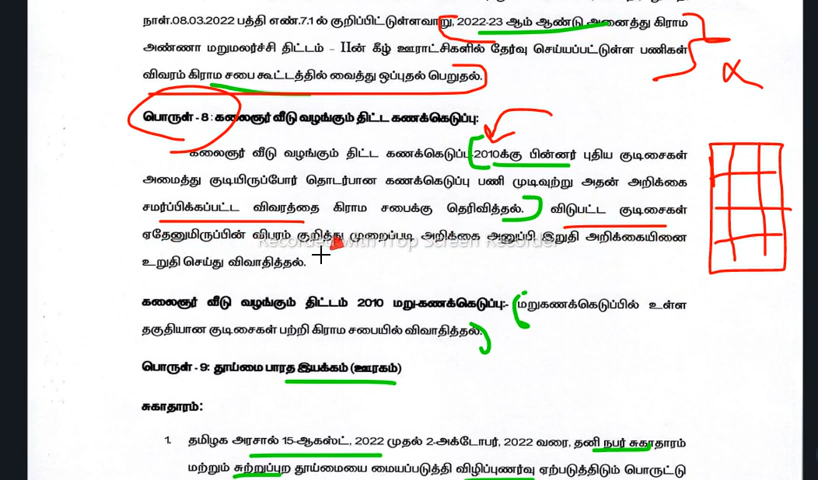 நாள்.08.03.2022 பத்தி எண்.7.1 ல் குறிப்பிட்டுள்ளவாறு, 2022-23 ஆம் ஆண்டு அனைத்து கிராம
அண்ணா மறுமலர்ச்சி திட்டம் - IIன் கீழ் ஊராட்சிகளில் தேர்வு செய்யப்பட்டுள்ள பணிகள்
விவரம் கிராம சபை கூட்டத்தில் வைத்து ஒப்புதல் பெறுதல்.
பொருள் - 8 : கலைஞர் வீடு வழங்கும் திட்ட கணக்கெடுப்பு:
கலைஞர் வீடு வழங்கும் திட்ட கணக்கெடுப்பு-2010க்கு பின்னர் புதிய குடிசைகள்
அமைத்து குடியிருப்போர் தொடர்பான கணக்கெடுப்பு பணி முடிவுற்று அதன் அறிக்கை
சமர்ப்பிக்கப்பட்ட விவரத்தை கிராம சபைக்கு தெரிவித்தல். விடுபட்ட குடிசைகள்
ஏதேனுமிருப்பின் விபரம் குறித்து முறைப்படி அறிக்கை அனுப்பி இறுதி அறிக்கையினை
Recorded with iTop Screen Recorder
உறுதி செய்து விவாதித்தல்.
கலைஞர் வீடு வழங்கும் திட்டம் 2010 மறு-கணக்கெடுப்பு:- மறுகணக்கெடுப்பில் உள்ள
தகுதியான குடிசைகள் பற்றி கிராம சபையில் விவாதித்தல்.
பொருள் - 9: தூய்மை பாரத இயக்கம் (ஊரகம்)
சுகாதாரம்:
1. தமிழக அரசால் 15-ஆகஸ்ட், 2022 முதல் 2-அக்டோபர், 2022 வரை, தனி நபர் சுகாதாரம்
மற்றும் சுற்றுப்புற தூய்மையை மையப்படுத்தி விழிப்புணர்வு ஏற்படுத்திடும் பொருட்டு